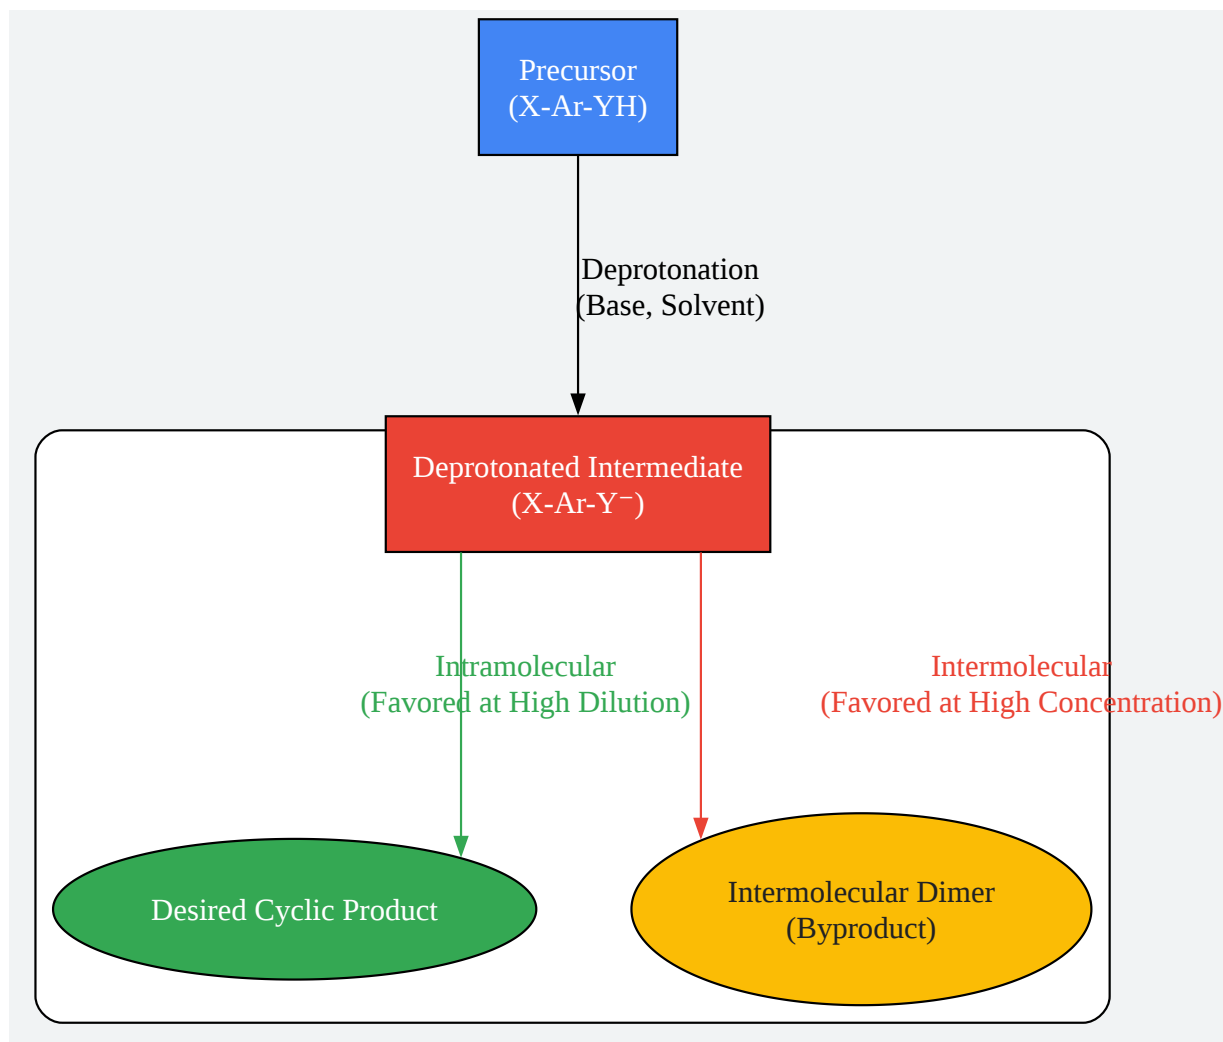 Precursor
(X-Ar-YH)
Deprotonation
(Base, Solvent)
Deprotonated Intermediate
(X-Ar-Y⁻)
Intramolecular
(Favored at High Dilution)
Intermolecular
(Favored at High Concentration)
Desired Cyclic Product
Intermolecular Dimer
(Byproduct)